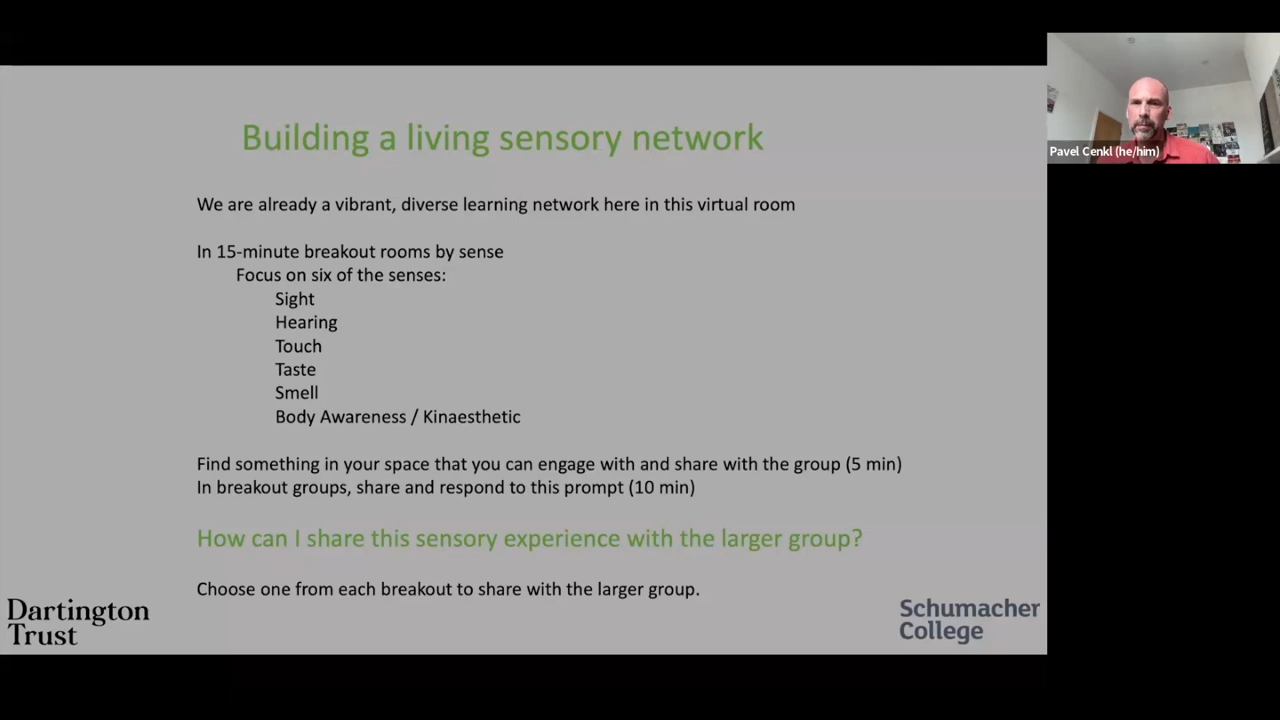 Building a living sensory network
We are already a vibrant, diverse learning network here in this virtual room
In 15-minute breakout rooms by sense
Focus on six of the senses:
Sight
Hearing
Touch
Taste
Smell
Body Awareness / Kinaesthetic
Find something in your space that you can engage with and share with the group (5 min)
In breakout groups, share and respond to this prompt (10 min)
How can I share this sensory experience with the larger group?
Choose one from each breakout to share with the larger group.
Dartington
Trust
Schumacher
College
Pavel Cenkl (he/him)